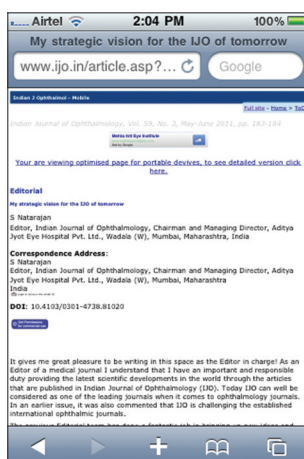 Airtel 2:04 PM 100%
My strategic vision for the IJO of tomorrow
www.ijo.in/article.asp?... Google
Indian J Ophthalmol - Mobile
Full site - Home > ToC
Indian Journal of Ophthalmology, Vol. 59, No. 3, May-June 2011, pp. 183-184
Mehta Intl Eye Institute
Your are viewing optimised page for portable devives, to see detailed version click
here.
Editorial
My strategic vision for the IJO of tomorrow
S Natarajan
Editor, Indian Journal of Ophthalmology, Chairman and Managing Director, Aditya
Jyot Eye Hospital Pvt. Ltd., Wadala (W), Mumbai, Maharashtra, India
Correspondence Address:
S Natarajan
Editor, Indian Journal of Ophthalmology, Chairman and Managing Director, Aditya
Jyot Eye Hospital Pvt. Ltd., Wadala (W), Mumbai, Maharashtra
India
DOI: 10.4103/0301-4738.81020
It gives me great pleasure to be writing in this space as the Editor in charge! As an
Editor of a medical journal I understand that I have an important and responsible
duty providing the latest scientific developments in the world through the articles
that are published in Indian Journal of Ophthalmology (IJO). Today IJO can well be
considered as one of the leading journals when it comes to ophthalmology journals.
In an earlier issue, it was also commented that IJO is challenging the established
international ophthalmic journals.